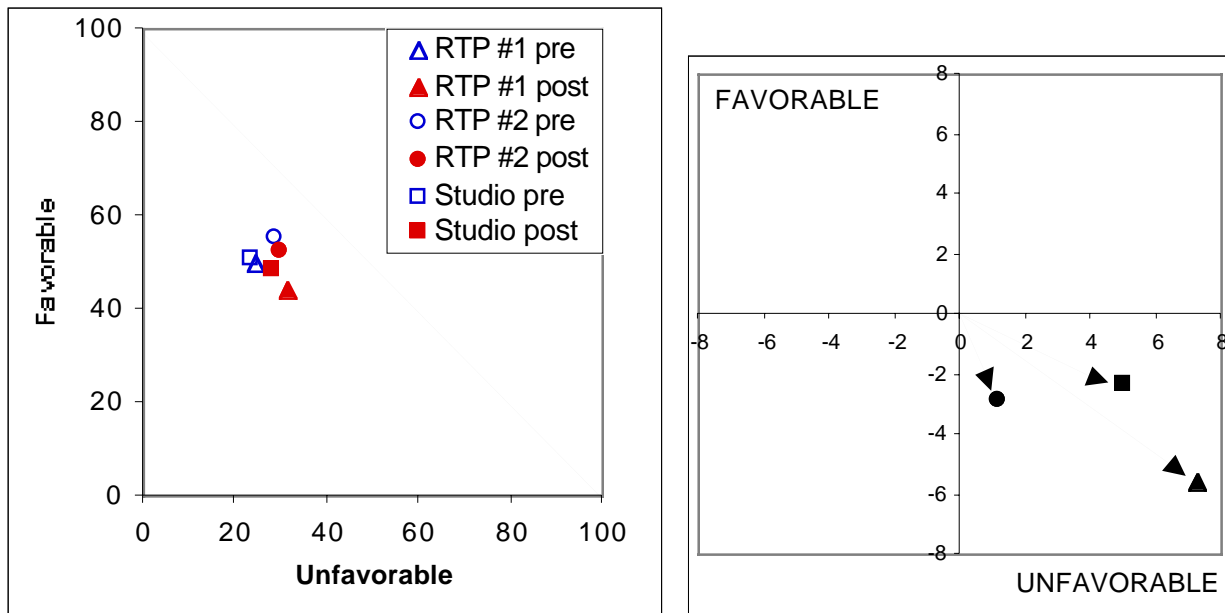 100
80
60
40
20
0
Favorable
RTP #1 pre
RTP #1 post
RTP #2 pre
RTP #2 post
Studio pre
Studio post
0 20 40 60 80 100
Unfavorable
FAVORABLE
8
6
4
2
0
-8 -6 -4 -2 0 2 4 6 8
-2
-4
-6
-8
UNFAVORABLE